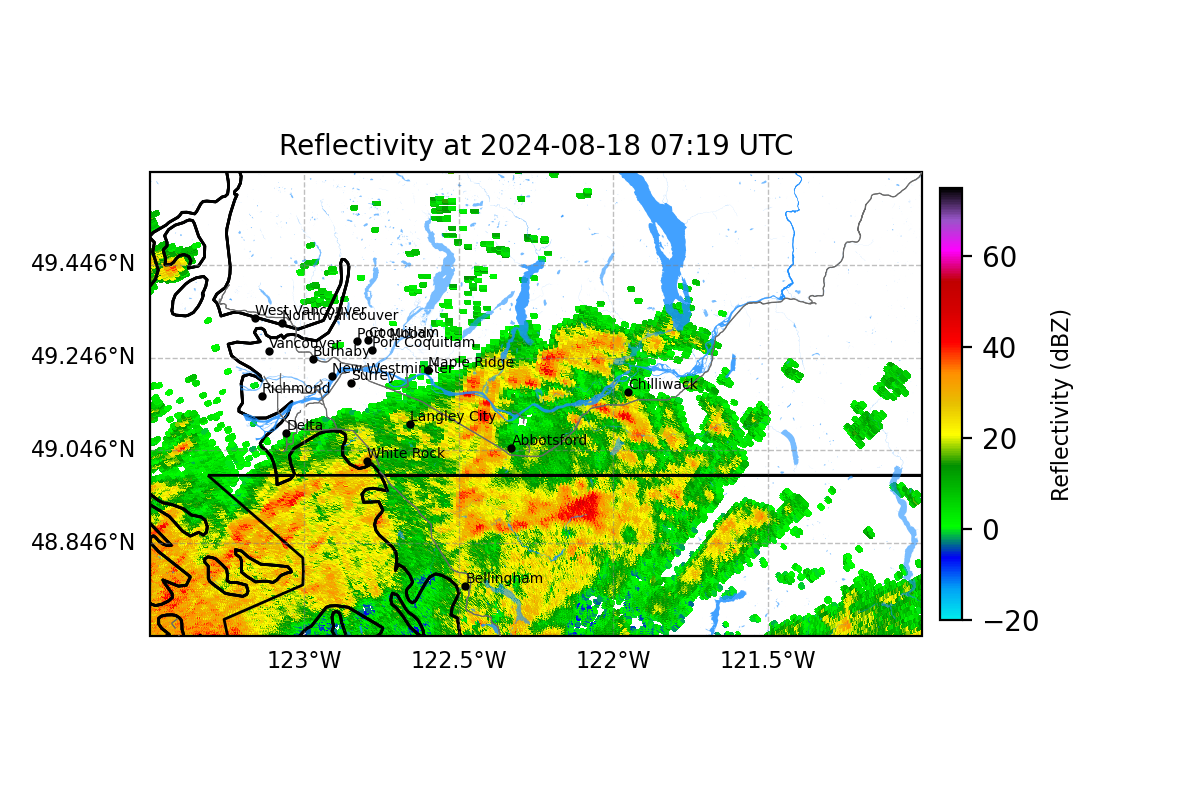 Reflectivity at 2024-08-18 07:19 UTC
49.446°N
49.246°N
49.046°N
48.846°N
West Vancouver
North Vancouver
Port Moody
Coquitlam
Port Coquitlam
Vancouver
Burnaby
New Westminster
Surrey
Maple Ridge
Richmond
Chilliwack
Langley City
Delta
Abbotsford
White Rock
Bellingham
123°W
122.5°W
122°W
121.5°W
60
40
20
0
−20
Reflectivity (dBZ)